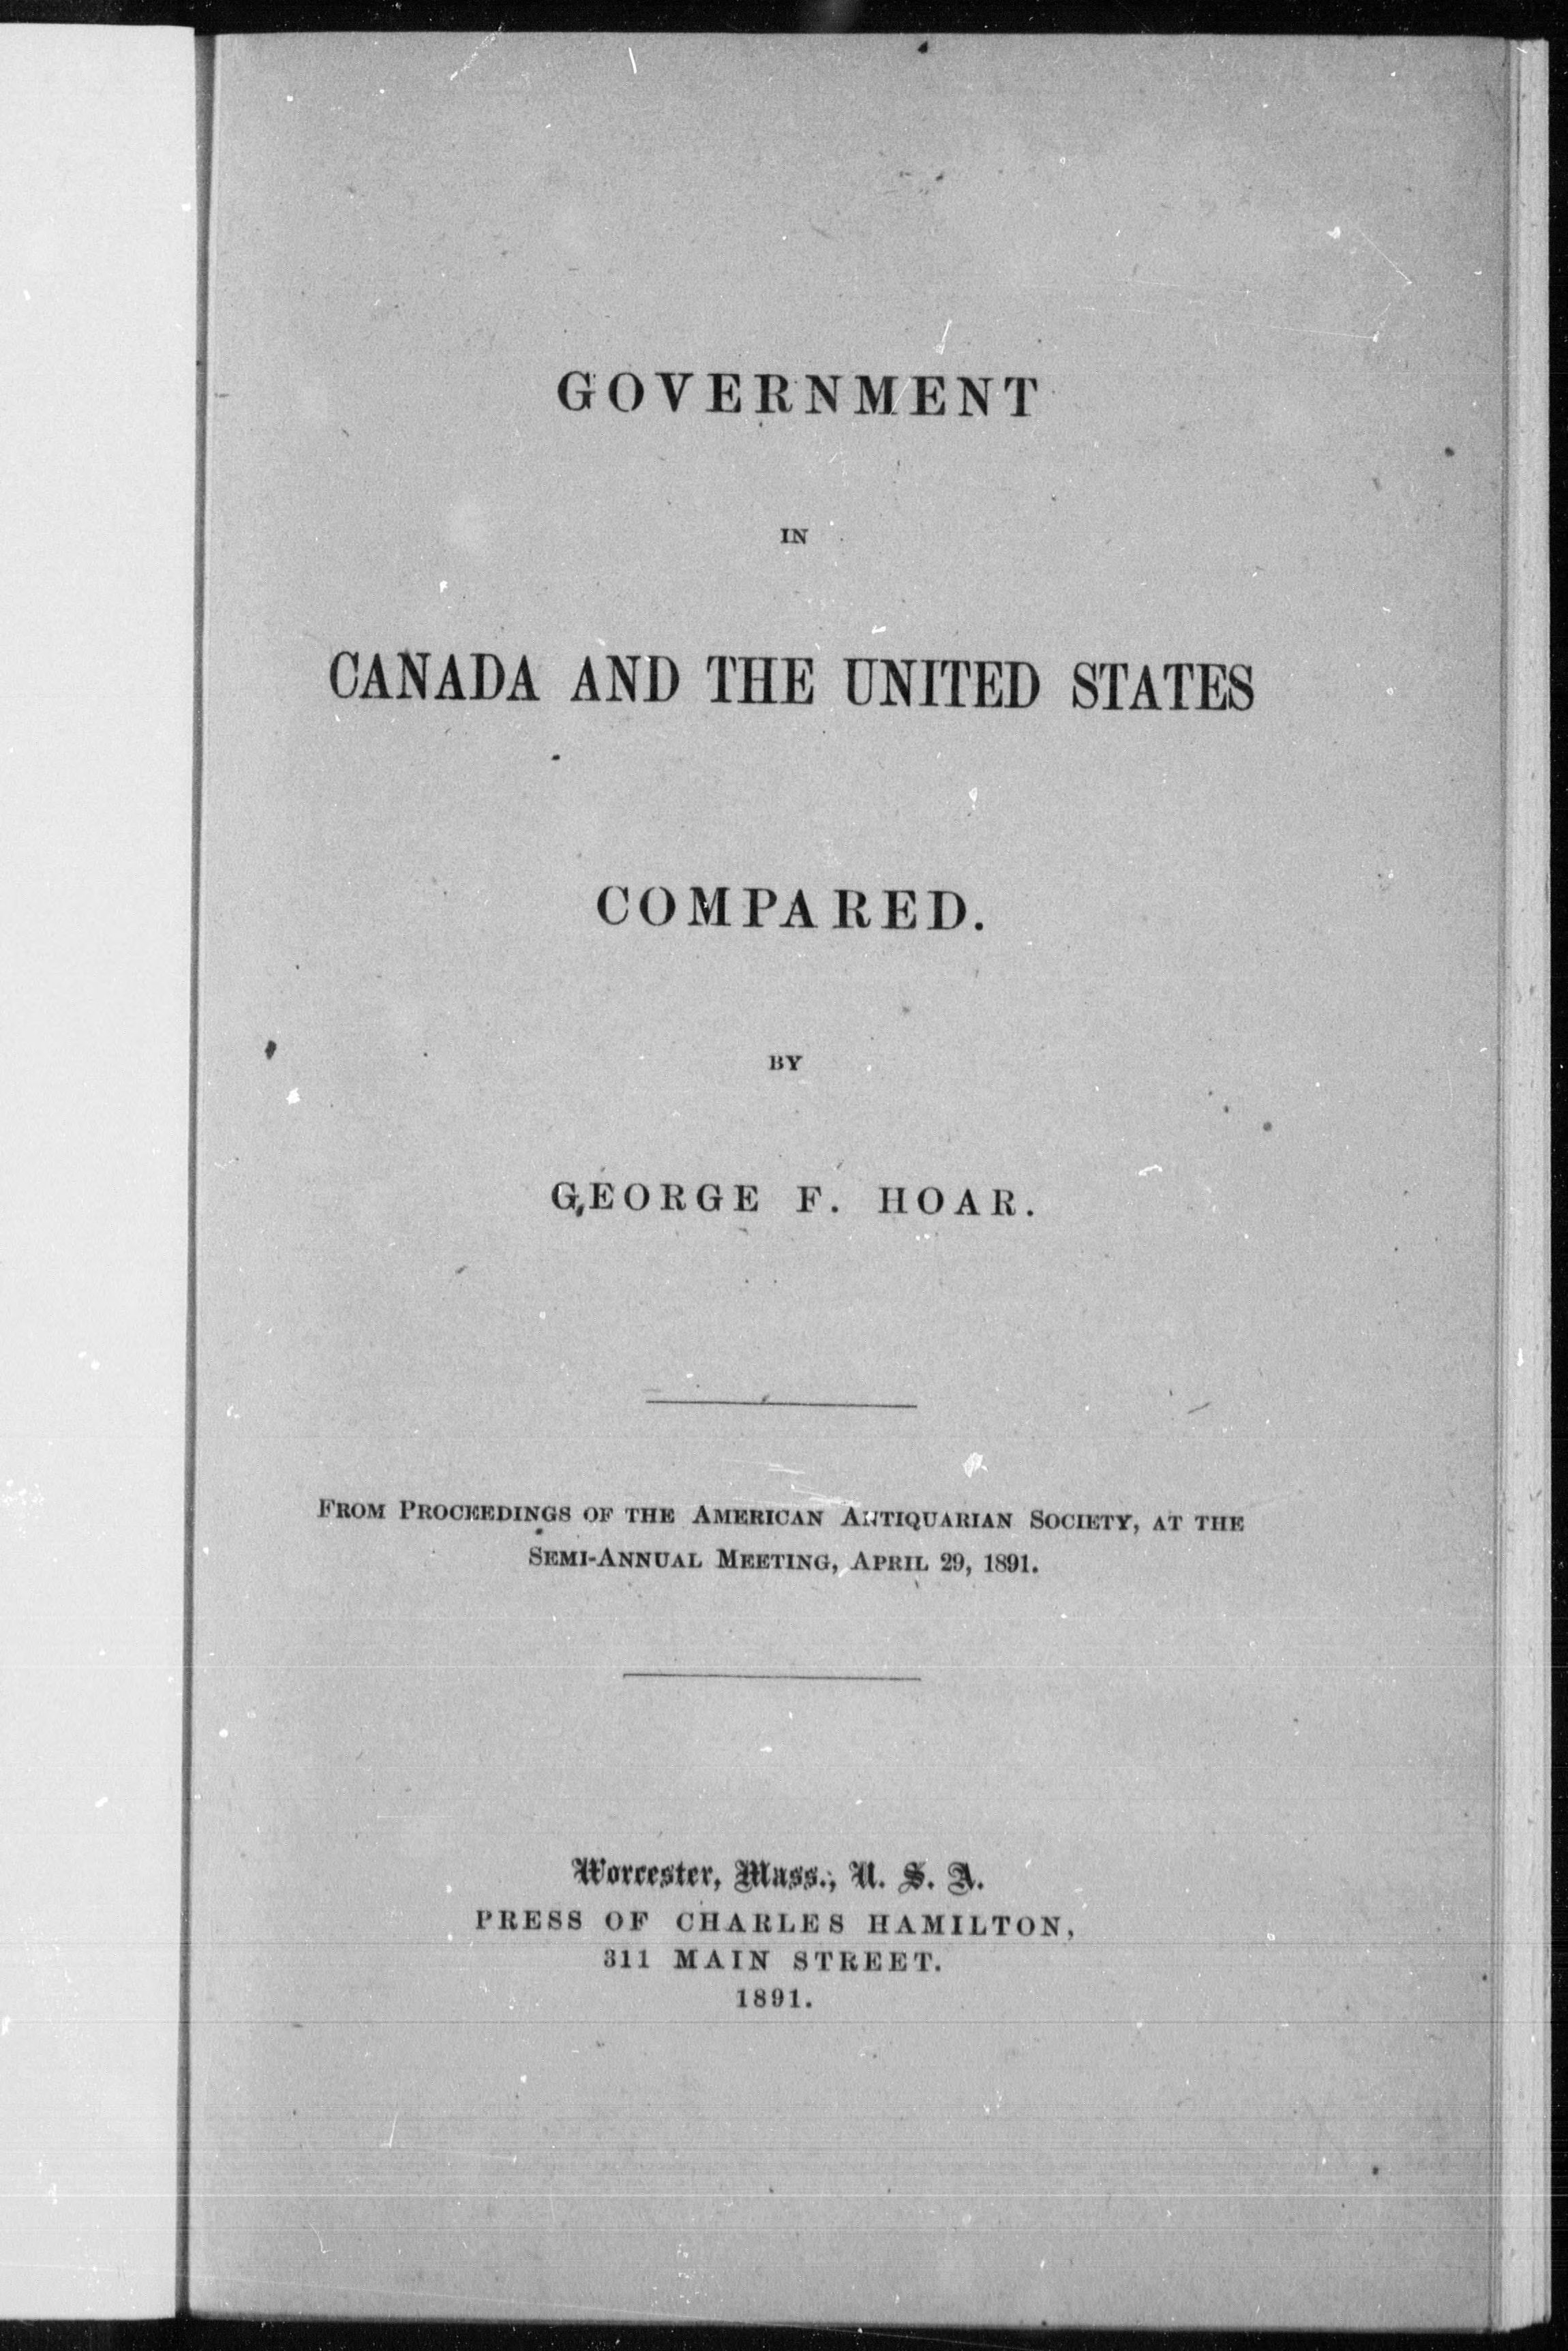 GOVERNMENT
IN
CANADA AND THE UNITED STATES
COMPARED.
BY
GEORGE F. HOAR.
FROM PROCEEDINGS OF THE AMERICAN ANTIQUARIAN SOCIETY, AT THE
SEMI-ANNUAL MEETING, APRIL 29, 1891.
Worcester, Mass., U. S. A.
PRESS OF CHARLES HAMILTON,
311 MAIN STREET.
1891.